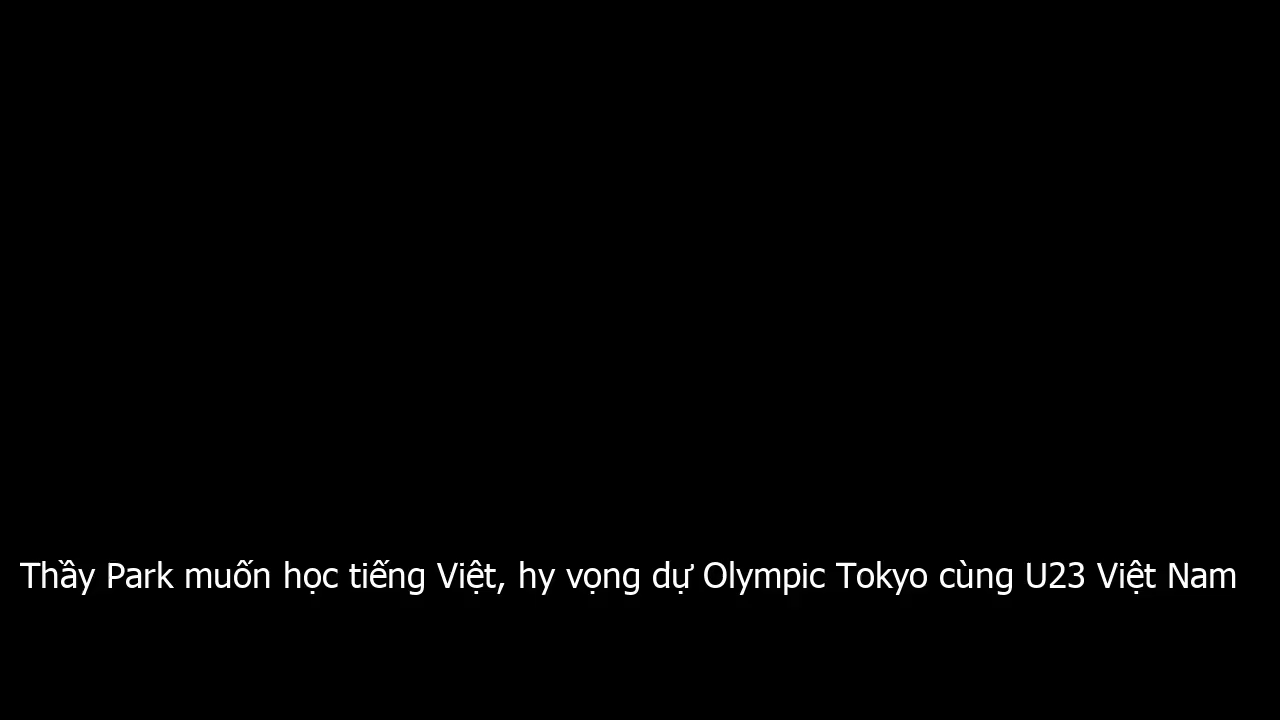 Thầy Park muốn học tiếng Việt, hy vọng dự Olympic Tokyo cùng U23 Việt Nam